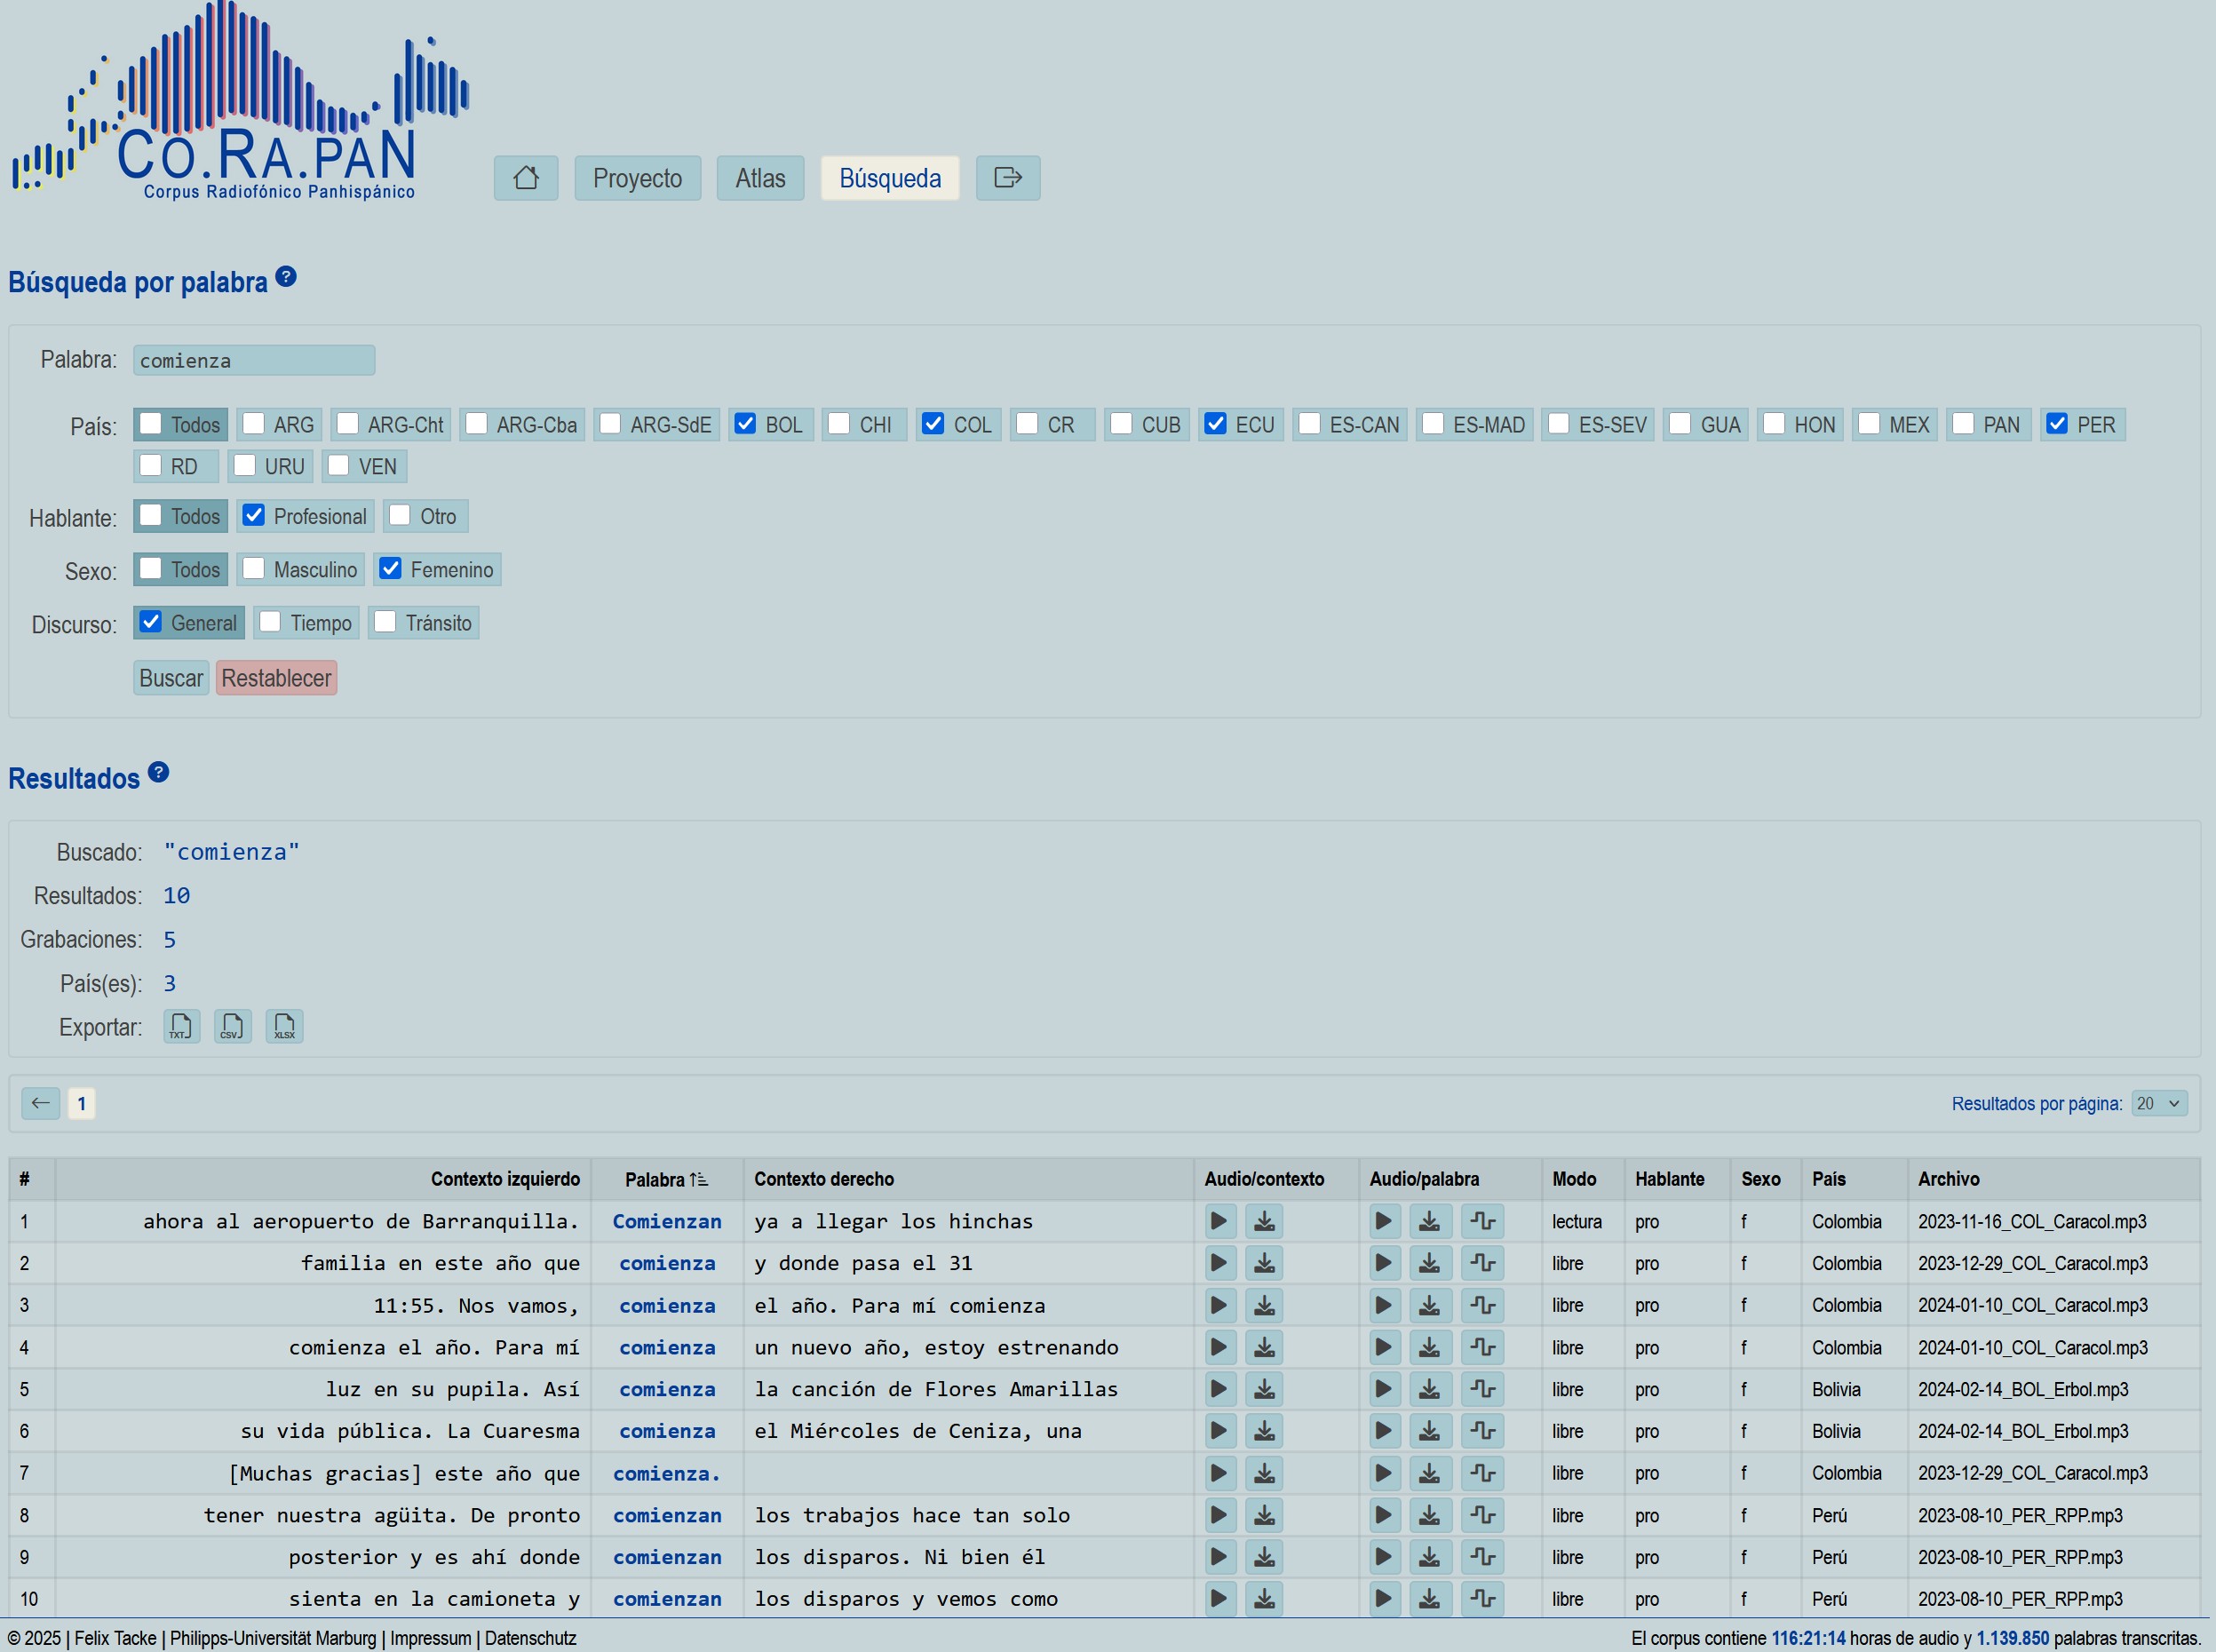 CO.RA.PAN
Corpus Radiofónico Panhispánico
Proyecto Atlas Búsqueda
Búsqueda por palabra ?
Palabra: comienza
País: Todos ARG ARG-Cht ARG-Cba ARG-SdE BOL CHI COL CR CUB ECU ES-CAN ES-MAD ES-SEV GUA HON MEX PAN PER
RD URU VEN
Hablante: Todos Profesional Otro
Sexo: Todos Masculino Femenino
Discurso: General Tiempo Tránsito
Buscar Restablecer
Resultados ?
Buscado: "comienza"
Resultados: 10
Grabaciones: 5
País(es): 3
Exportar: TXT CSV XLSX
1 Resultados por página: 20
# Contexto izquierdo Palabra Contexto derecho Audio/contexto Audio/palabra Modo Hablante Sexo País Archivo
1 ahora al aeropuerto de Barranquilla. Comienzan ya a llegar los hinchas lectura pro f Colombia 2023-11-16_COL_Caracol.mp3
2 familia en este año que comienza y donde pasa el 31 libre pro f Colombia 2023-12-29_COL_Caracol.mp3
3 11:55. Nos vamos, comienza el año. Para mí comienza libre pro f Colombia 2024-01-10_COL_Caracol.mp3
4 comienza el año. Para mí comienza un nuevo año, estoy estrenando libre pro f Colombia 2024-01-10_COL_Caracol.mp3
5 luz en su pupila. Así comienza la canción de Flores Amarillas libre pro f Bolivia 2024-02-14_BOL_Erbol.mp3
6 su vida pública. La Cuaresma comienza el Miércoles de Ceniza, una libre pro f Bolivia 2024-02-14_BOL_Erbol.mp3
7 [Muchas gracias] este año que comienza. libre pro f Colombia 2023-12-29_COL_Caracol.mp3
8 tener nuestra agüita. De pronto comienzan los trabajos hace tan solo libre pro f Perú 2023-08-10_PER_RPP.mp3
9 posterior y es ahí donde comienzan los disparos. Ni bien él libre pro f Perú 2023-08-10_PER_RPP.mp3
10 sienta en la camioneta y comienzan los disparos y vemos como libre pro f Perú 2023-08-10_PER_RPP.mp3
© 2025 | Felix Tacke | Philipps-Universität Marburg | Impressum | Datenschutz El corpus contiene 116:21:14 horas de audio y 1.139.850 palabras transcritas.